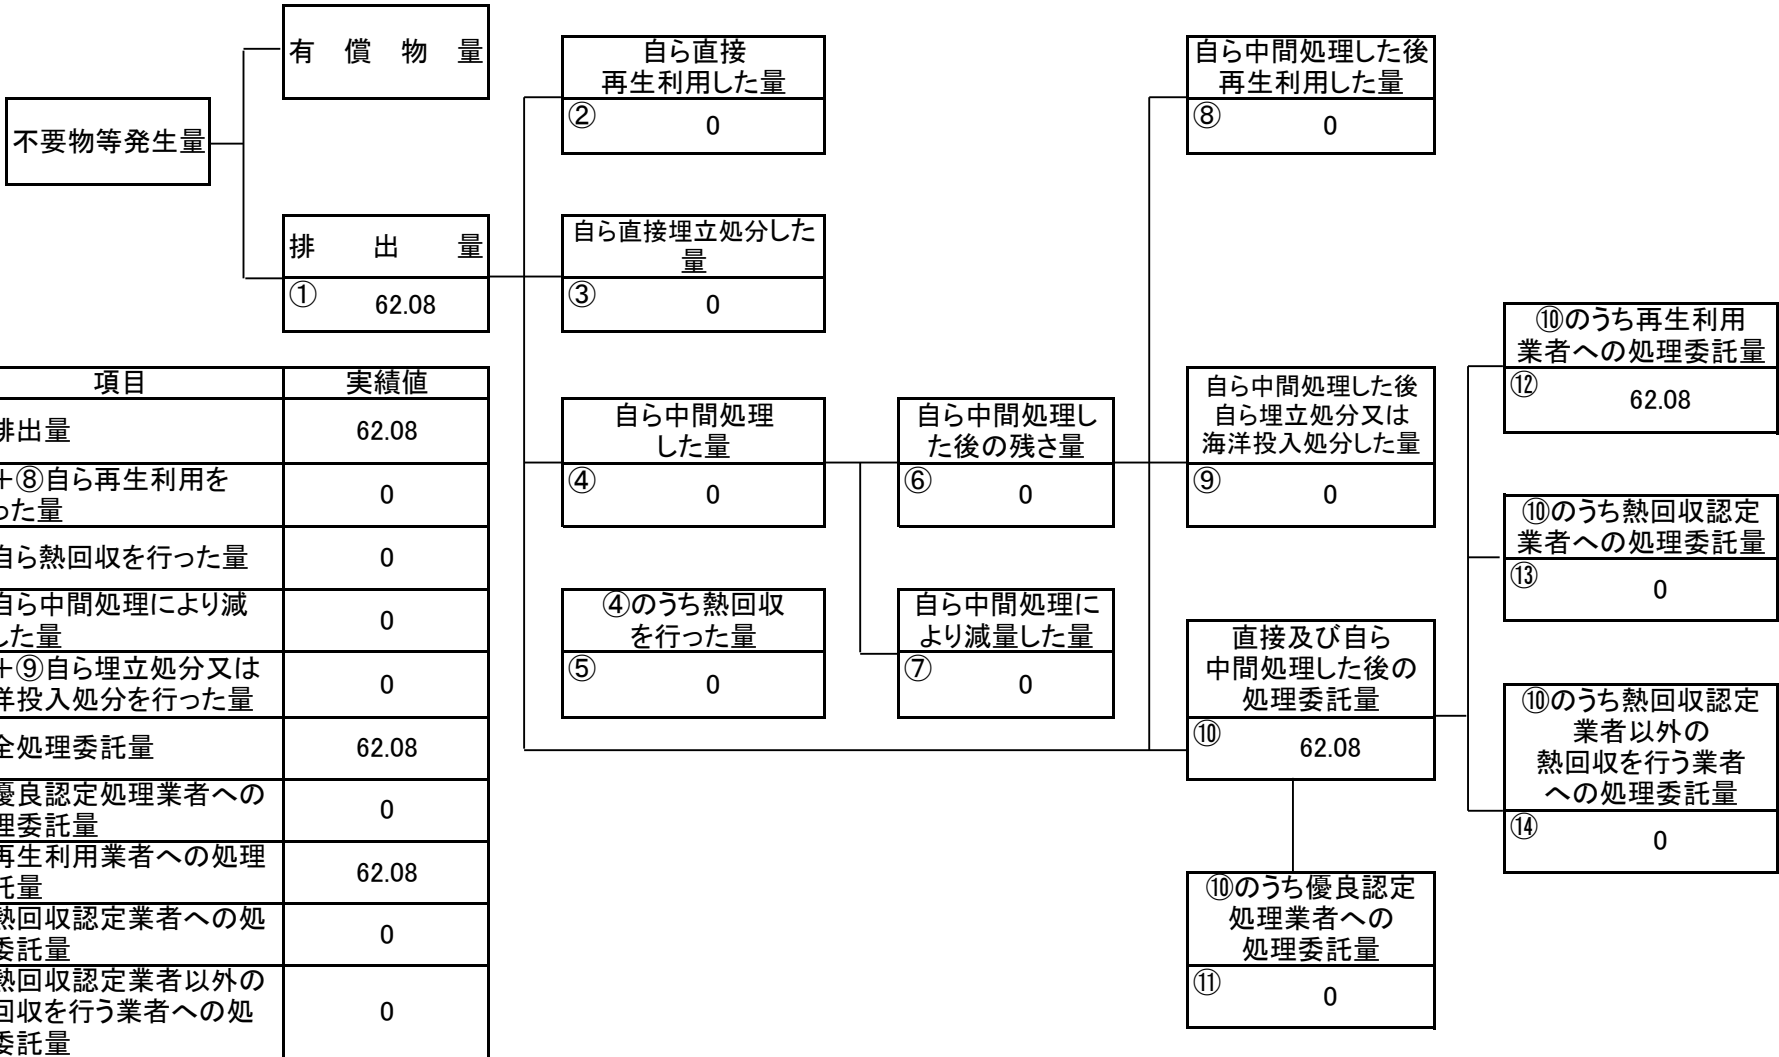 有償物量
不要物等発生量
排出量
① 62.08
自ら直接
再生利用した量
② 0
自ら直接埋立処分した
量
③ 0
自ら中間処理
した量
④ 0
④のうち熱回収
を行った量
⑤ 0
自ら中間処理し
た後の残さ量
⑥ 0
自ら中間処理に
より減量した量
⑦ 0
自ら中間処理した後
再生利用した量
⑧ 0
自ら中間処理した後
自ら埋立処分又は
海洋投入処分した量
⑨ 0
直接及び自ら
中間処理した後の
処理委託量
⑩ 62.08
⑩のうち優良認定
処理業者への
処理委託量
⑪ 0
⑩のうち再生利用
業者への処理委託量
⑫ 62.08
⑩のうち熱回収認定
業者への処理委託量
⑬ 0
⑩のうち熱回収認定
業者以外の
熱回収を行う業者
への処理委託量
⑭ 0
項目 実績値
排出量 62.08
+⑧自ら再生利用を
った量 0
自ら熱回収を行った量 0
自ら中間処理により減
した量 0
+⑨自ら埋立処分又は
洋投入処分を行った量 0
全処理委託量 62.08
優良認定処理業者への
理委託量 0
再生利用業者への処理
託量 62.08
熱回収認定業者への処
委託量 0
熱回収認定業者以外の
回収を行う業者への処
委託量 0